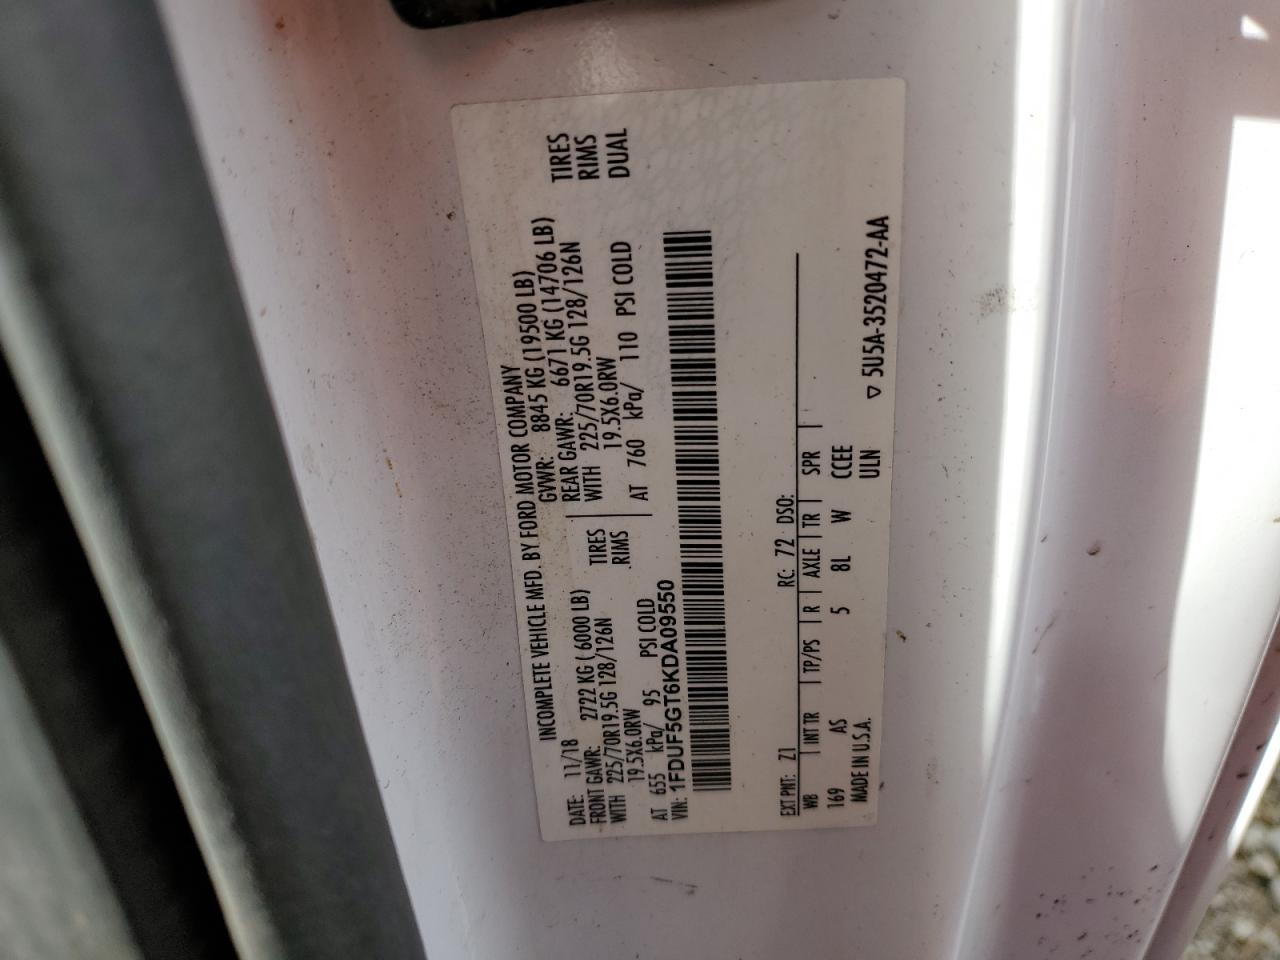 INCOMPLETE VEHICLE MFD. BY FORD MOTOR COMPANY
DATE: 11/18 GVWR: 8845 KG (19500 LB)
FRONT GAWR: 2722 KG ( 6000 LB) REAR GAWR: 6671 KG (14706 LB)
WITH 225/70R19.5G 128/126N TIRES WITH 225/70R19.5G 128/126N TIRES
19.5X6.0RW RIMS 19.5X6.0RW RIMS
AT 655 kPa/ 95 PSI COLD AT 760 kPa/ 110 PSI COLD DUAL
VIN: 1FDUF5GT6KDA09550
EXT PNT: Z1 RC: 72 DSO:
WB | INT TR | TP/PS | R | AXLE | TR | SPR |
169 AS 5 8L W CCEE
MADE IN U.S.A. ULN ▽ 5U5A-3520472-AA